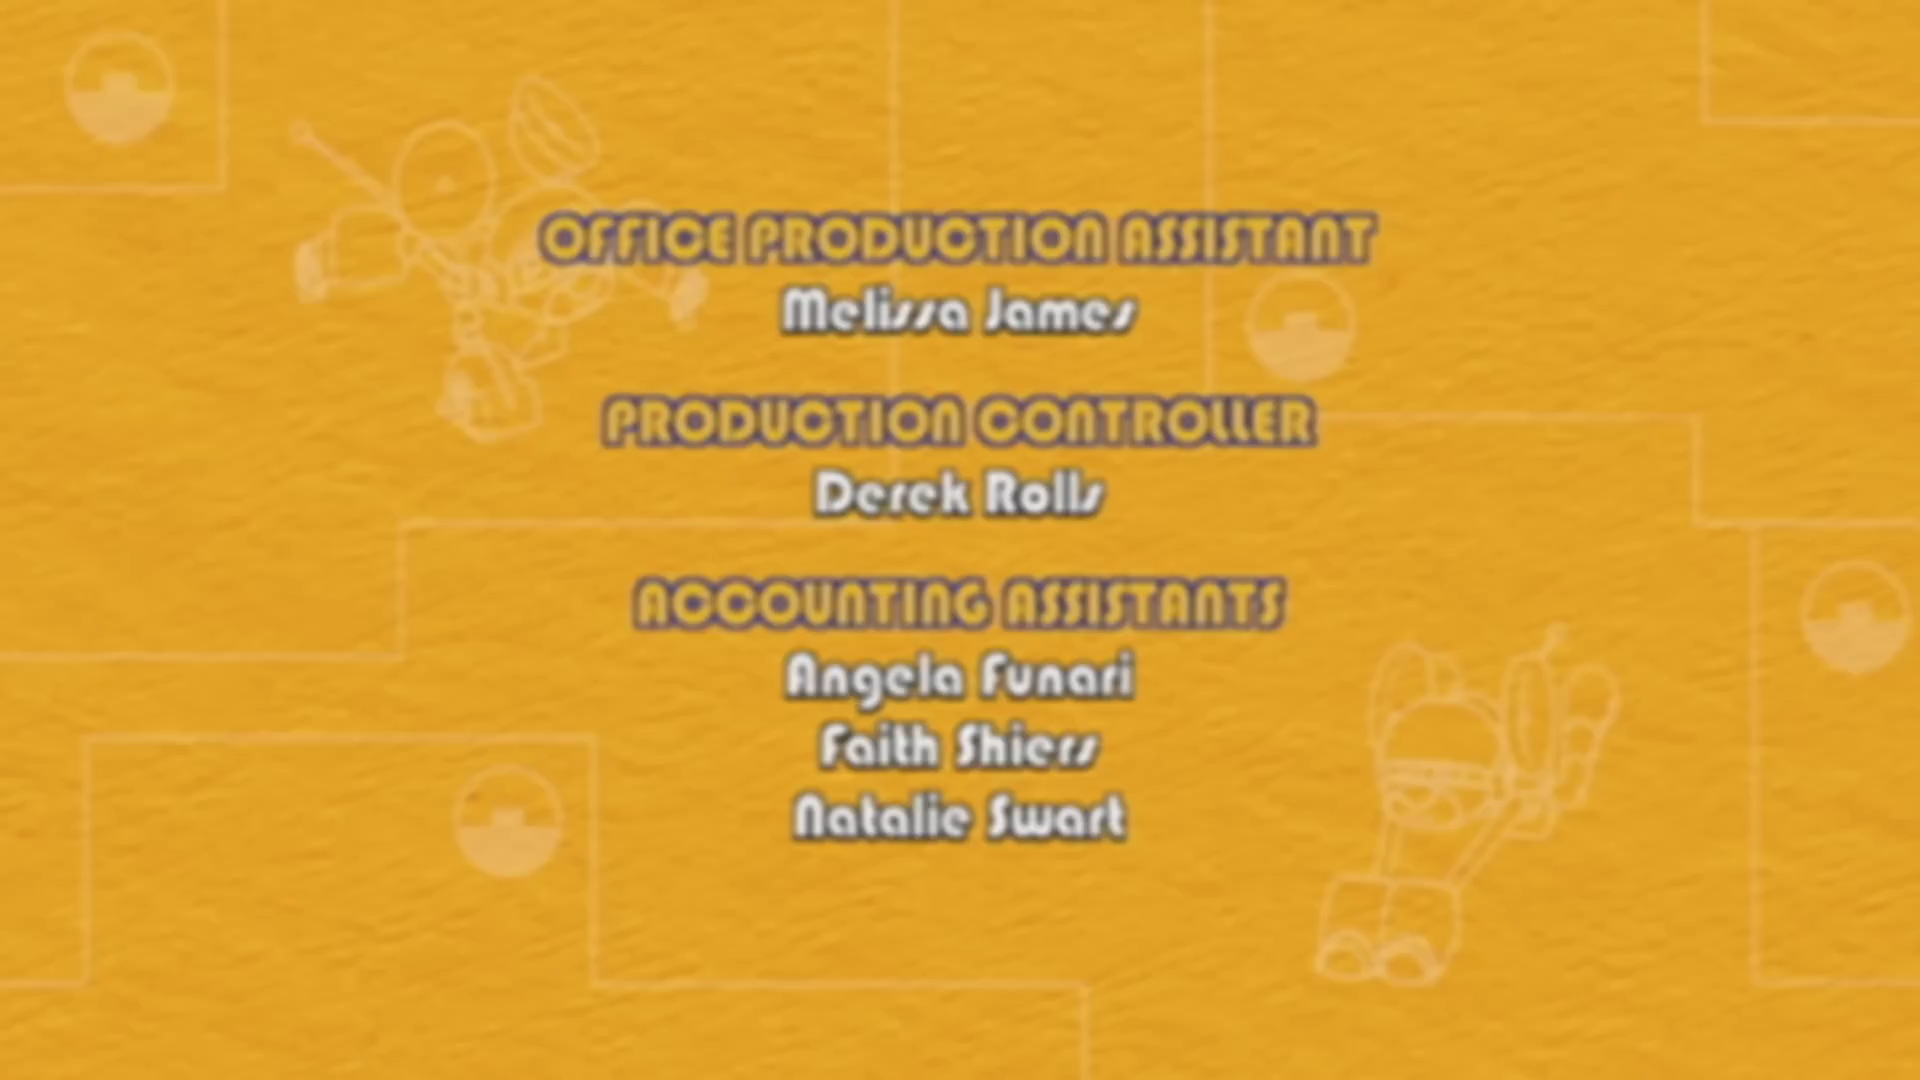 OFFICE PRODUCTION ASSISTANT
Melissa James
PRODUCTION CONTROLLER
Derek Rolls
ACCOUNTING ASSISTANTS
Angela Funari
Faith Shiers
Natalie Swart